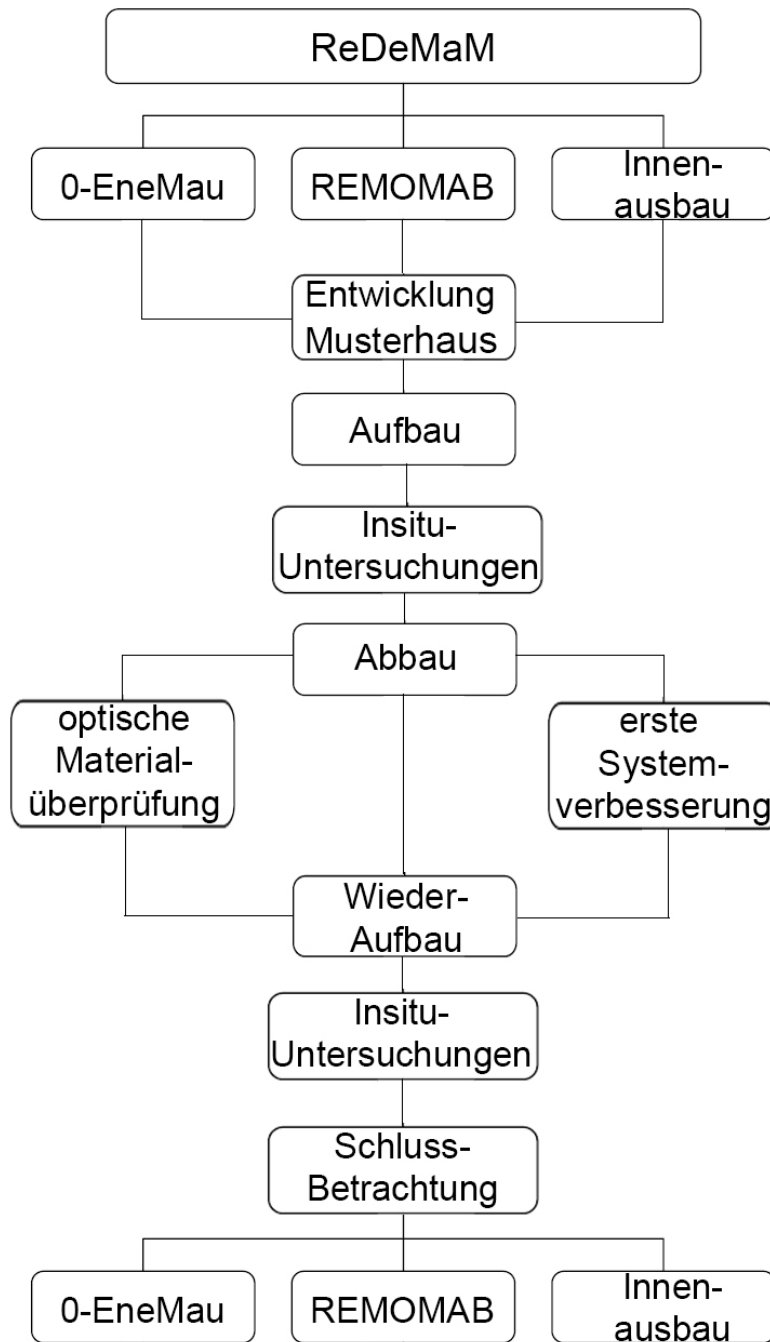 ReDeMaM
0-EneMau
REMOMAB
Innen-
ausbau
Entwicklung
Musterhaus
Aufbau
Insitu-
Untersuchungen
Abbau
optische
Material-
überprüfung
erste
System-
verbesserung
Wieder-
Aufbau
Insitu-
Untersuchungen
Schluss-
Betrachtung
0-EneMau
REMOMAB
Innen-
ausbau